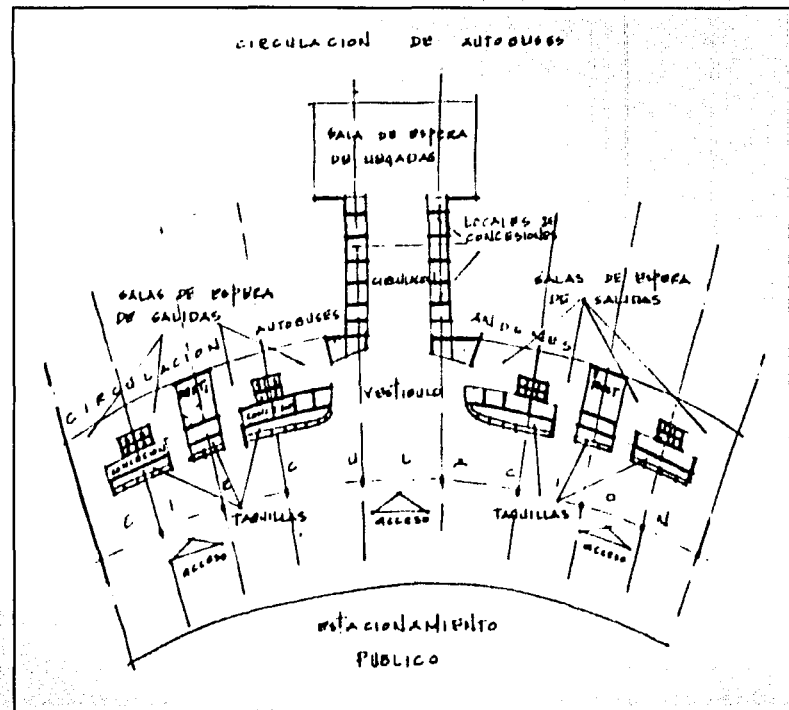 CIRCULACION DE AUTOBUSES
SALA DE ESPERA
DE LLEGADAS
LOCALES DE
CONCESIONES
SALAS DE ESPERA
DE SALIDAS
SALAS DE ESPERA
DE SALIDAS
CIRCULACION
AUTOBUSES
ANDENES
VESTIBULO
TAQUILLAS
TAQUILLAS
CIRCULACION
ACCESO
ACCESO
ACCESO
ESTACIONAMIENTO
PUBLICO